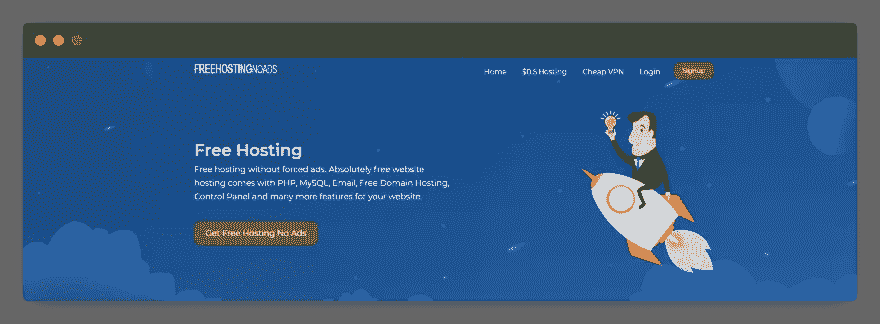 FREEHOSTINGNOADS
Home $0.5 Hosting Cheap VPN Login Signup
Free Hosting
Free hosting without forced ads. Absolutely free website
hosting comes with PHP, MySQL, Email, Free Domain Hosting,
Control Panel and many more features for your website.
Get Free Hosting No Ads